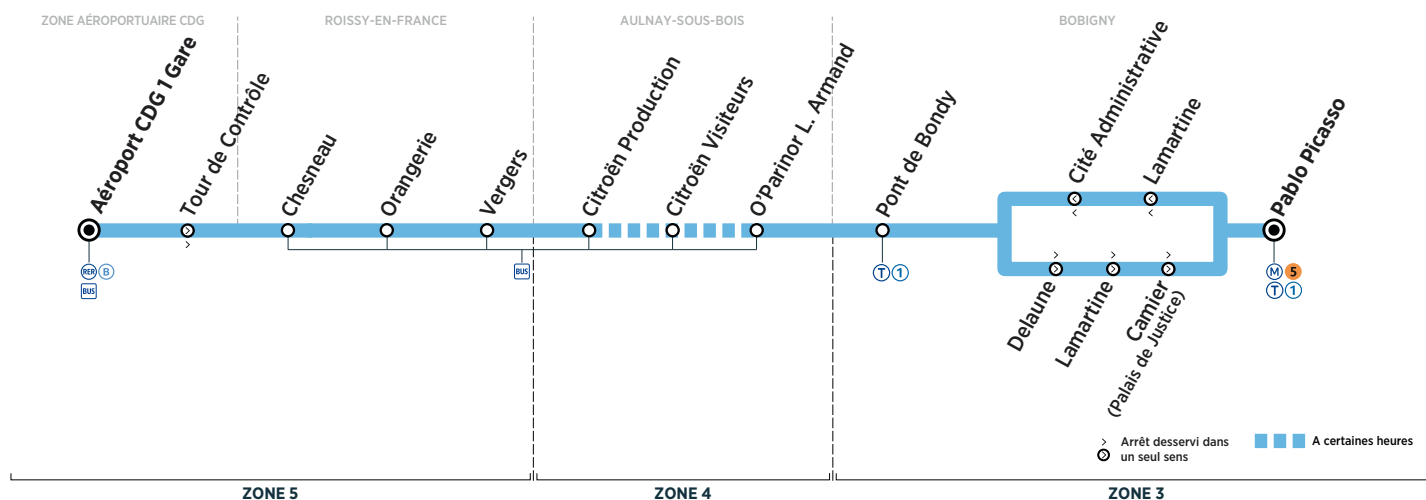 ZONE AÉROPORTUAIRE CDG
ROISSY-EN-FRANCE
AULNAY-SOUS-BOIS
BOBIGNY
Aéroport CDG 1 Gare
Tour de Contrôle
Chesneau
Orangerie
Vergers
Citroën Production
Citroën Visiteurs
O'Parinor L. Armand
Pont de Bondy
Cité Administrative
Lamartine
Pablo Picasso
RER B
BUS
BUS
T 1
M 5
T 1
Delaune
Lamartine
Camier
(Palais de Justice)
Arrêt desservi dans
un seul sens
A certaines heures
ZONE 5
ZONE 4
ZONE 3